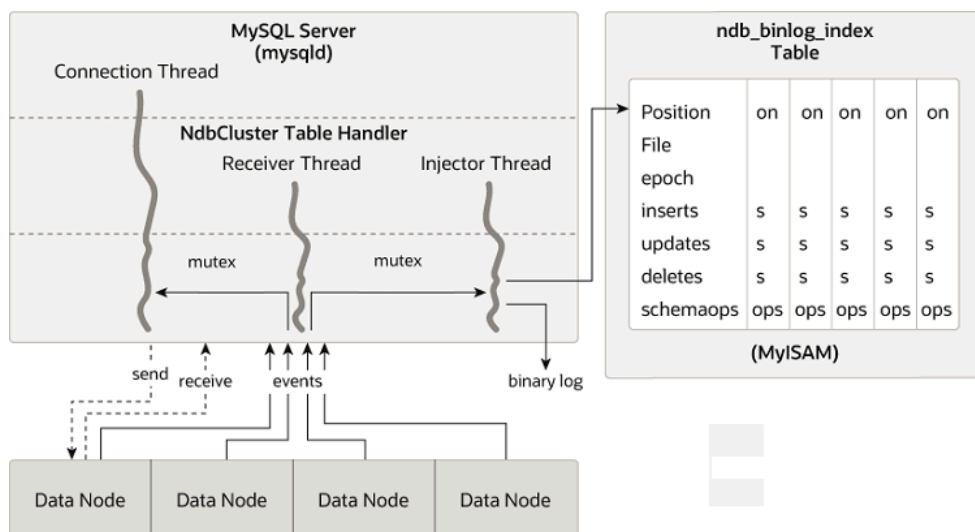 MySQL Server
(mysqld)
Connection Thread
NdbCluster Table Handler
Receiver Thread
Injector Thread
mutex
mutex
send
receive
events
binary log
Data Node
Data Node
Data Node
Data Node
ndb_binlog_index
Table
Position on on on on on
File
epoch
inserts s s s s s
updates s s s s s
deletes s s s s s
schemaops ops ops ops ops ops
(MyISAM)